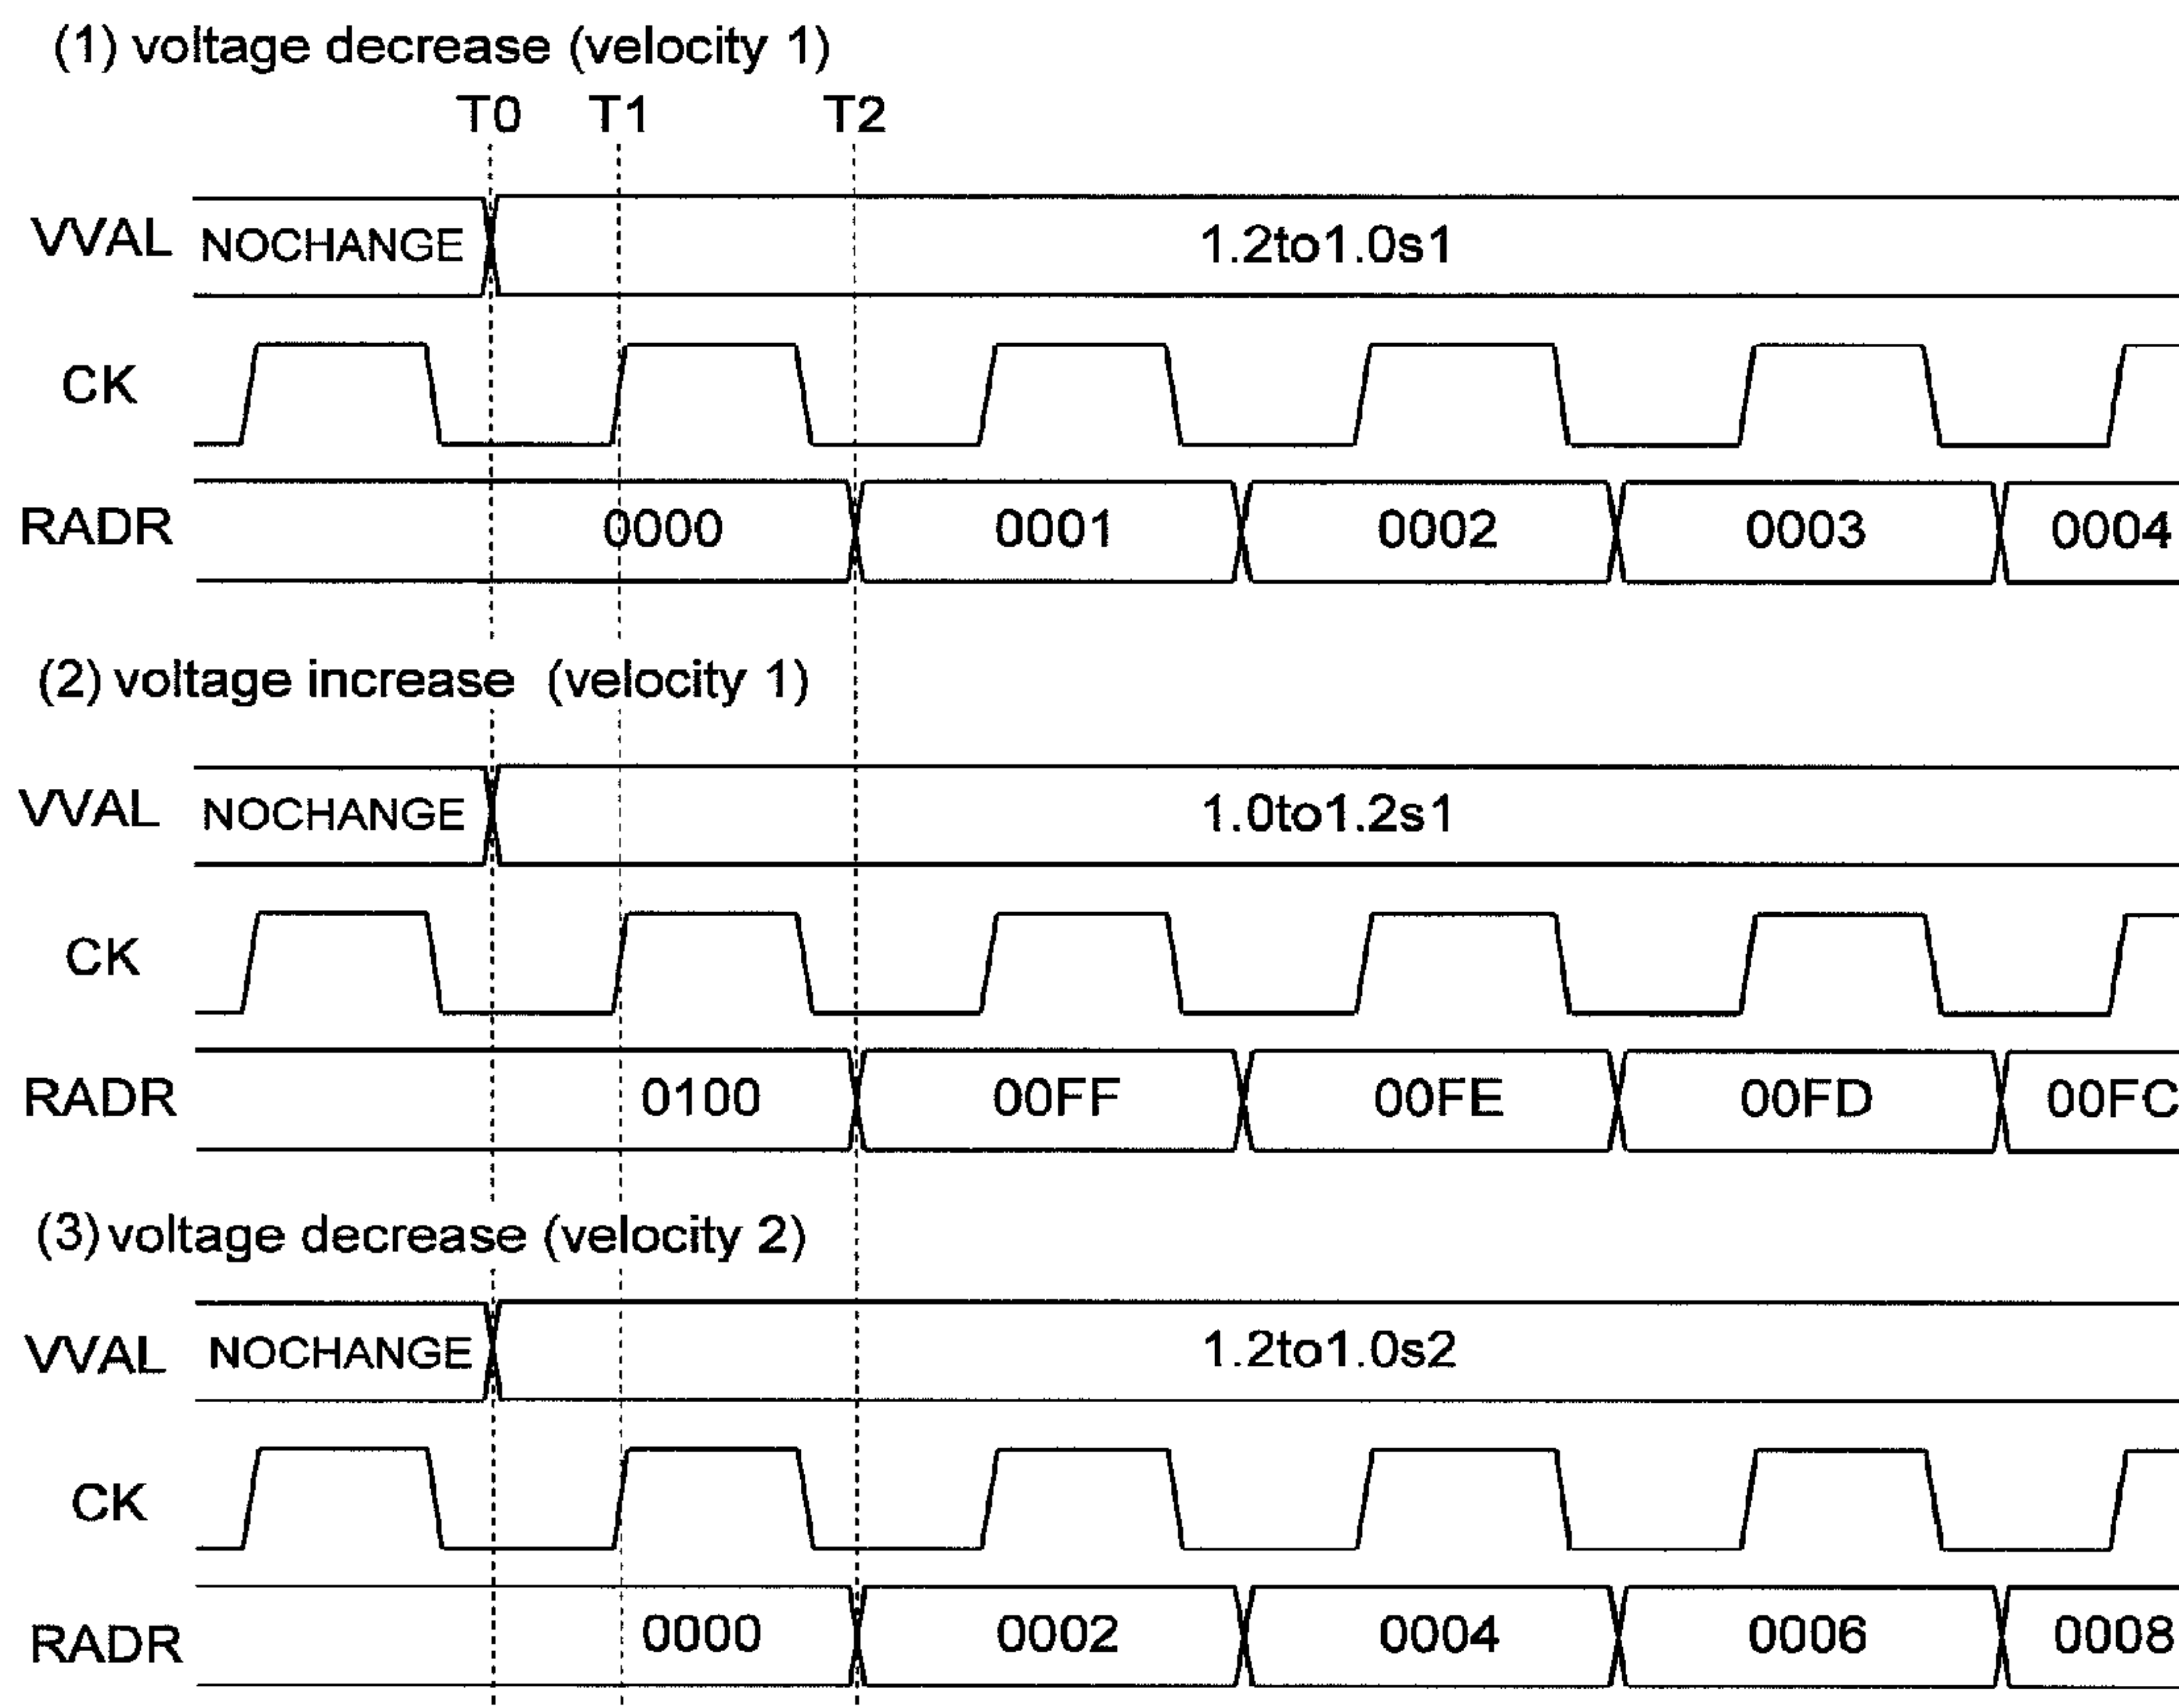 (1) voltage decrease (velocity 1)
T0 T1 T2
VVAL NOCHANGE 1.2to1.0s1
CK
RADR 0000 0001 0002 0003 0004
(2) voltage increase (velocity 1)
VVAL NOCHANGE 1.0to1.2s1
CK
RADR 0100 00FF 00FE 00FD 00FC
(3) voltage decrease (velocity 2)
VVAL NOCHANGE 1.2to1.0s2
CK
RADR 0000 0002 0004 0006 0008